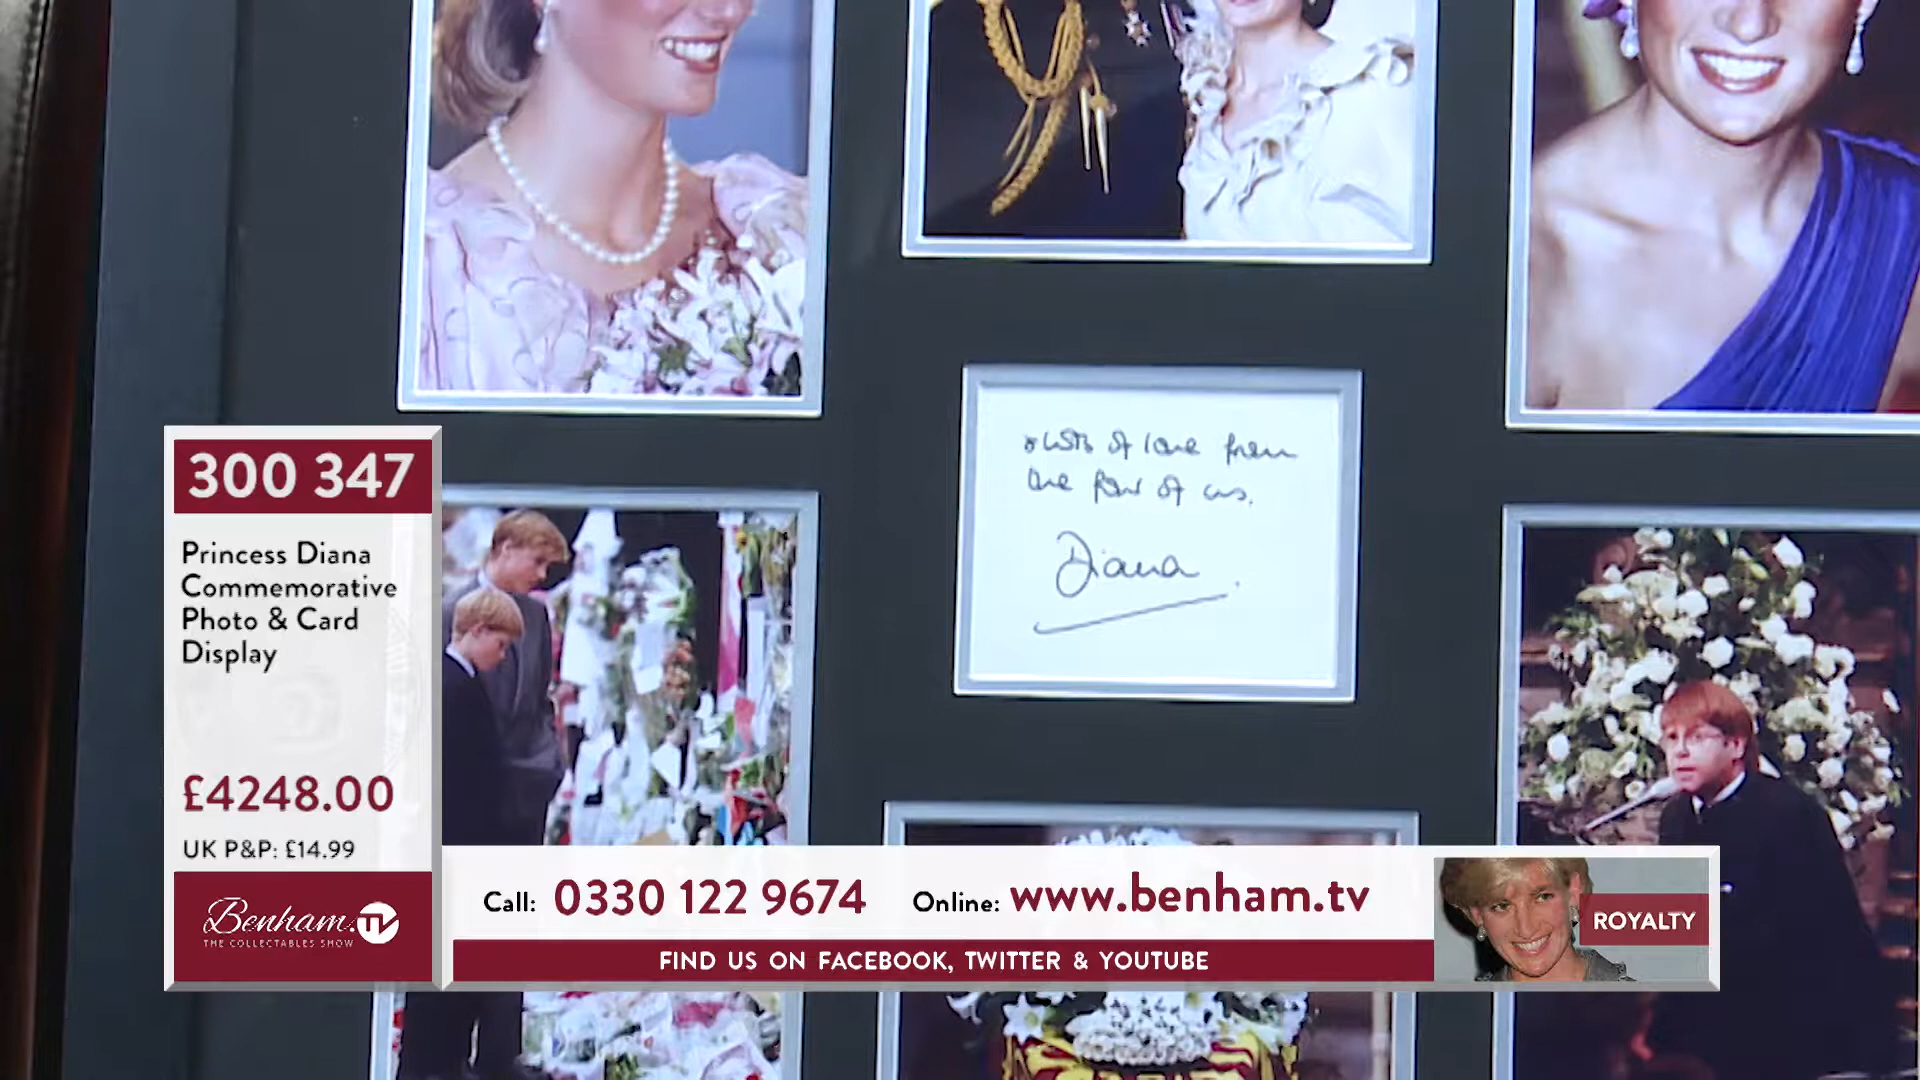 & lots of love from
the four of us.
Diana
300 347
Princess Diana
Commemorative
Photo & Card
Display
£4248.00
UK P&P: £14.99
Benham.TV
THE COLLECTABLES SHOW
Call: 0330 122 9674 Online: www.benham.tv
FIND US ON FACEBOOK, TWITTER & YOUTUBE
ROYALTY